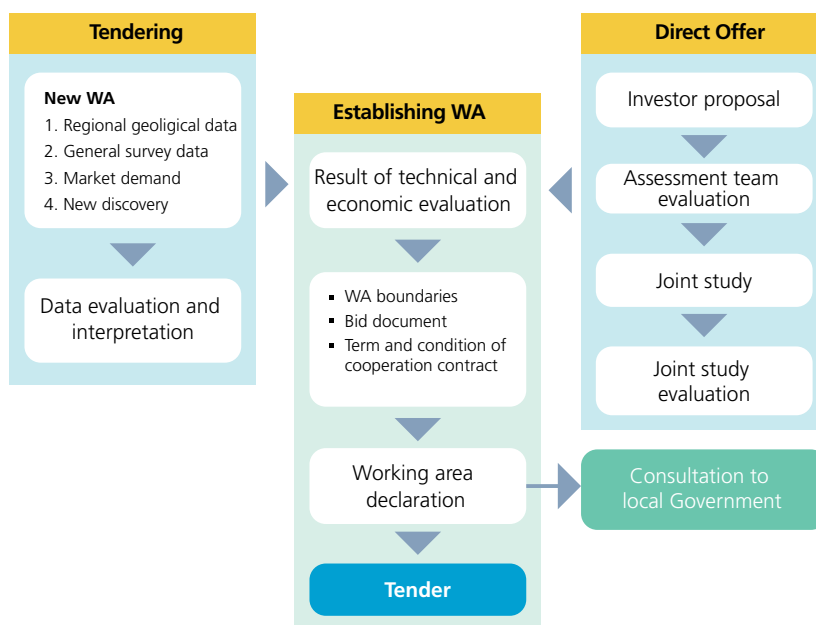 Tendering
New WA
1. Regional geoligical data
2. General survey data
3. Market demand
4. New discovery
Data evaluation and
interpretation
Establishing WA
Result of technical and
economic evaluation
▪ WA boundaries
▪ Bid document
▪ Term and condition of
cooperation contract
Working area
declaration
Tender
Direct Offer
Investor proposal
Assessment team
evaluation
Joint study
Joint study
evaluation
Consultation to
local Government